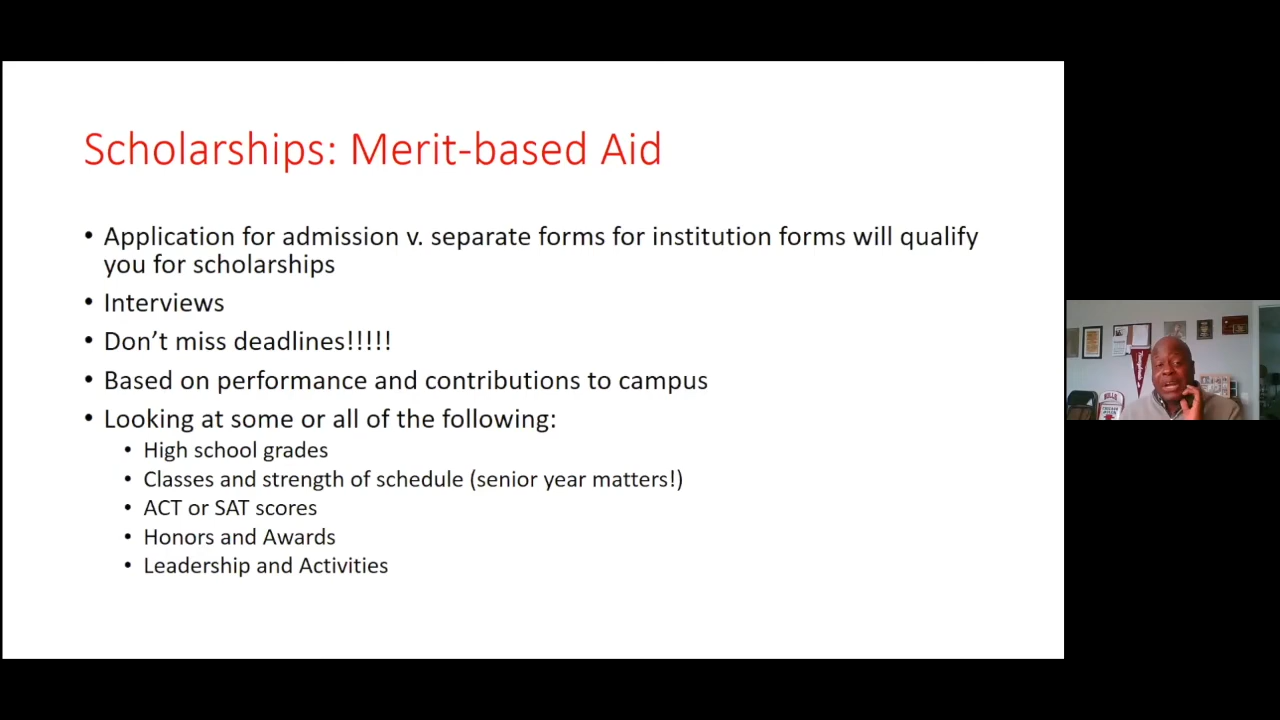 Scholarships: Merit-based Aid
• Application for admission v. separate forms for institution forms will qualify
you for scholarships
• Interviews
• Don’t miss deadlines!!!!!
• Based on performance and contributions to campus
• Looking at some or all of the following:
• High school grades
• Classes and strength of schedule (senior year matters!)
• ACT or SAT scores
• Honors and Awards
• Leadership and Activities